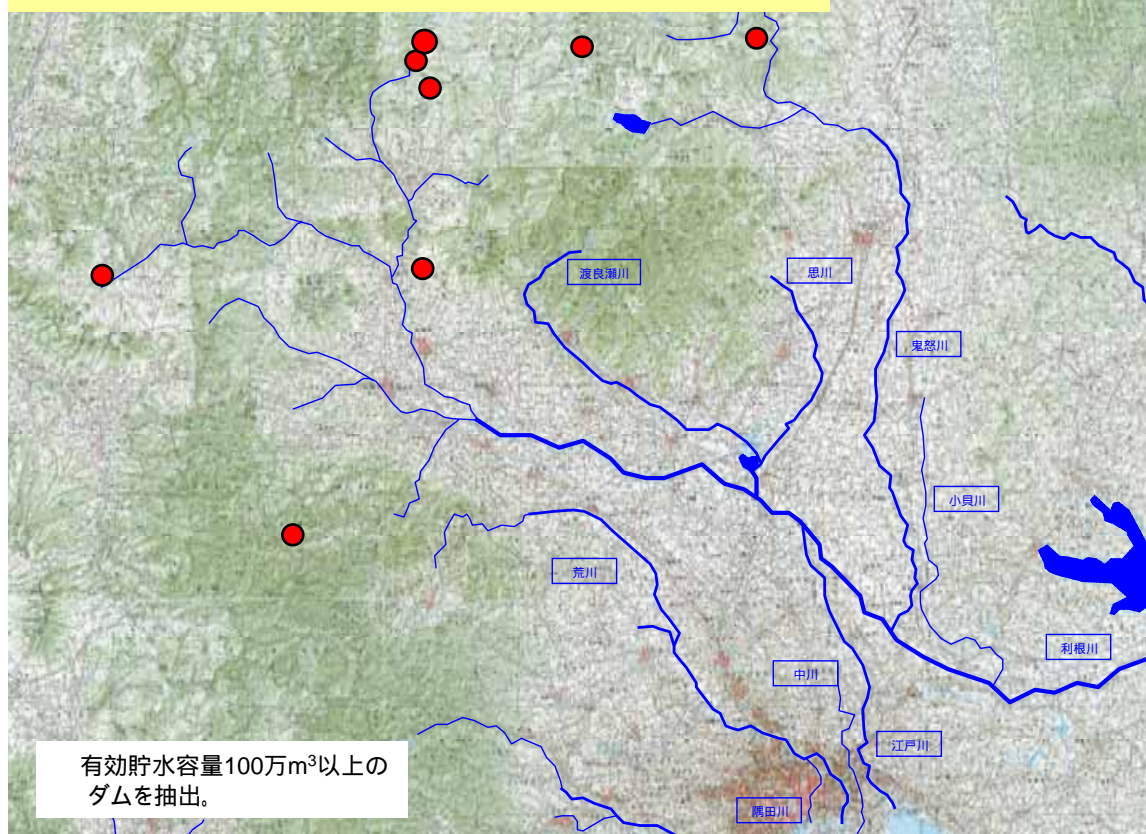 渡良瀬川
思川
鬼怒川
小貝川
荒川
利根川
中川
江戸川
隅田川
有効貯水容量100万m³以上の
ダムを抽出。